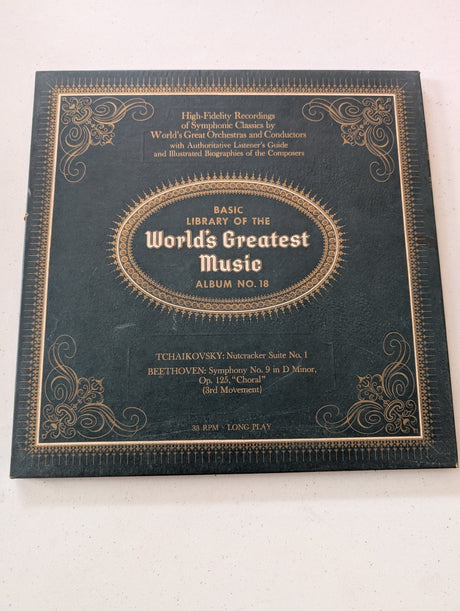 High-Fidelity Recordings
of Symphonic Classics by
World's Great Orchestras and Conductors
with Authoritative Listener's Guide
and Illustrated Biographies of the Composers
BASIC
LIBRARY OF THE
World's Greatest
Music
ALBUM NO. 18
TCHAIKOVSKY: Nutcracker Suite No. 1
BEETHOVEN: Symphony No. 9 in D Minor,
Op. 125, "Choral"
(3rd Movement)
33 RPM · LONG PLAY